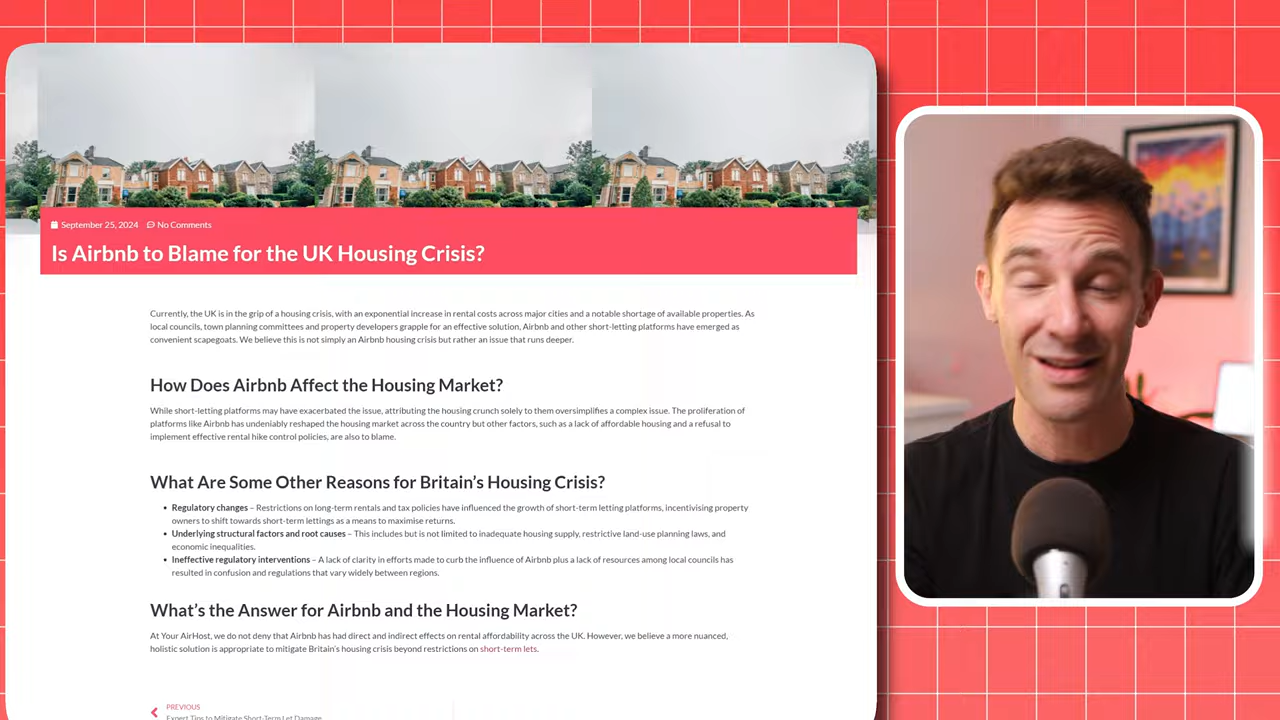 September 25, 2024 No Comments
Is Airbnb to Blame for the UK Housing Crisis?
Currently, the UK is in the grip of a housing crisis, with an exponential increase in rental costs across major cities and a notable shortage of available properties. As
local councils, town planning committees and property developers grapple for an effective solution, Airbnb and other short-letting platforms have emerged as
convenient scapegoats. We believe this is not simply an Airbnb housing crisis but rather an issue that runs deeper.
How Does Airbnb Affect the Housing Market?
While short-letting platforms may have exacerbated the issue, attributing the housing crunch solely to them oversimplifies a complex issue. The proliferation of
platforms like Airbnb has undeniably reshaped the housing market across the country but other factors, such as a lack of affordable housing and a refusal to
implement effective rental hike control policies, are also to blame.
What Are Some Other Reasons for Britain's Housing Crisis?
• Regulatory changes – Restrictions on long-term rentals and tax policies have influenced the growth of short-term letting platforms, incentivising property
owners to shift towards short-term lettings as a means to maximise returns.
• Underlying structural factors and root causes – This includes but is not limited to inadequate housing supply, restrictive land-use planning laws, and
economic inequalities.
• Ineffective regulatory interventions – A lack of clarity in efforts made to curb the influence of Airbnb plus a lack of resources among local councils has
resulted in confusion and regulations that vary widely between regions.
What's the Answer for Airbnb and the Housing Market?
At Your AirHost, we do not deny that Airbnb has had direct and indirect effects on rental affordability across the UK. However, we believe a more nuanced,
holistic solution is appropriate to mitigate Britain's housing crisis beyond restrictions on short-term lets.
PREVIOUS
Expert Tips to Mitigate Short-Term Let Damage